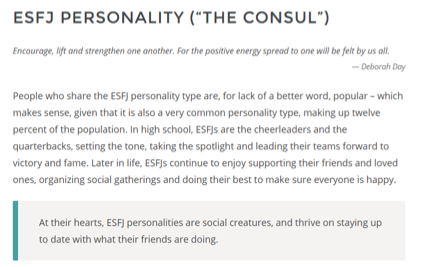 ESFJ PERSONALITY (“THE CONSUL”)
Encourage, lift and strengthen one another. For the positive energy spread to one will be felt by us all.
— Deborah Day
People who share the ESFJ personality type are, for lack of a better word, popular – which
makes sense, given that it is also a very common personality type, making up twelve
percent of the population. In high school, ESFJs are the cheerleaders and the
quarterbacks, setting the tone, taking the spotlight and leading their teams forward to
victory and fame. Later in life, ESFJs continue to enjoy supporting their friends and loved
ones, organizing social gatherings and doing their best to make sure everyone is happy.
At their hearts, ESFJ personalities are social creatures, and thrive on staying up
to date with what their friends are doing.